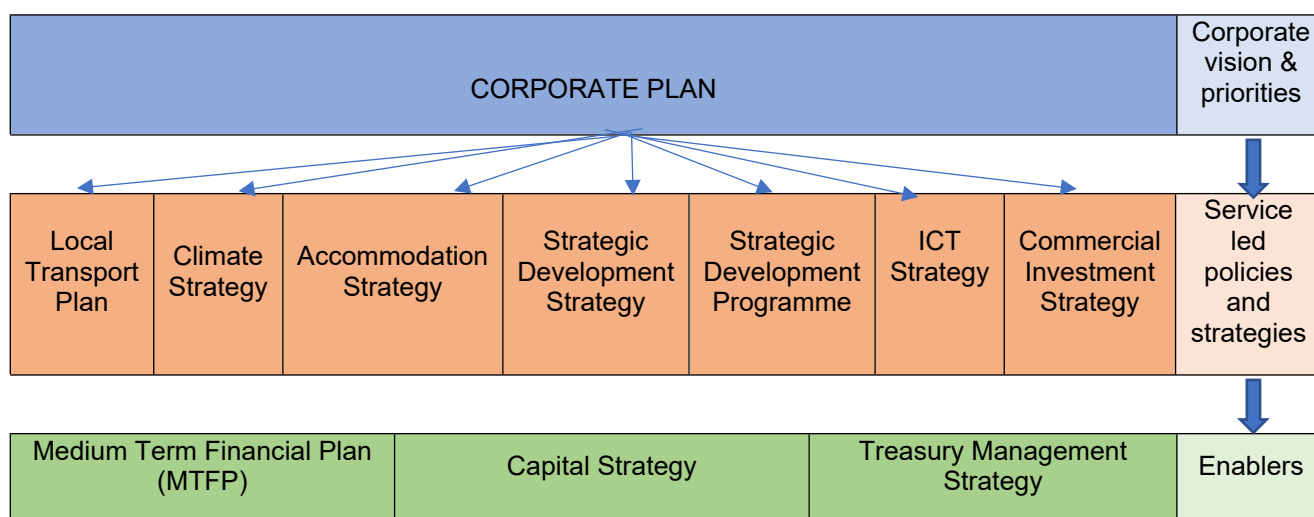 CORPORATE PLAN
Corporate
vision &
priorities
Local
Transport
Plan
Climate
Strategy
Accommodation
Strategy
Strategic
Development
Strategy
Strategic
Development
Programme
ICT
Strategy
Commercial
Investment
Strategy
Service
led
policies
and
strategies
Medium Term Financial Plan
(MTFP)
Capital Strategy
Treasury Management
Strategy
Enablers